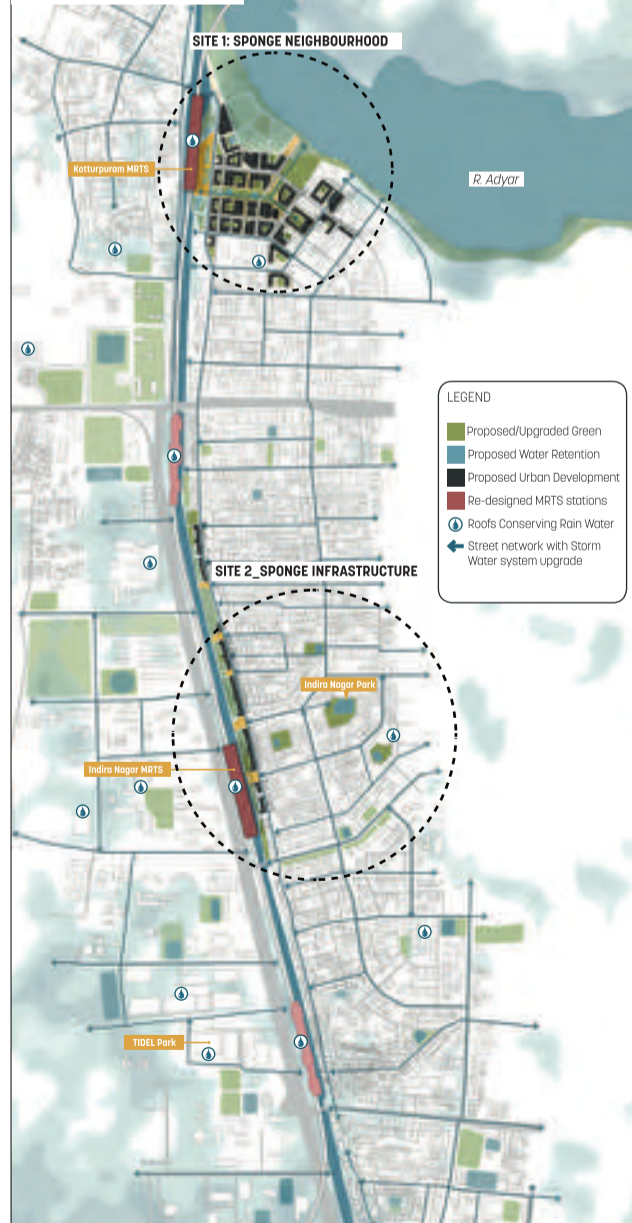 SITE 1: SPONGE NEIGHBOURHOOD
Kotturpuram MRTS
R. Adyar
LEGEND
Proposed/Upgraded Green
Proposed Water Retention
Proposed Urban Development
Re-designed MRTS stations
Roofs Conserving Rain Water
Street network with Storm
Water system upgrade
SITE 2_SPONGE INFRASTRUCTURE
Indira Nagar Park
Indira Nagar MRTS
TIDEL Park